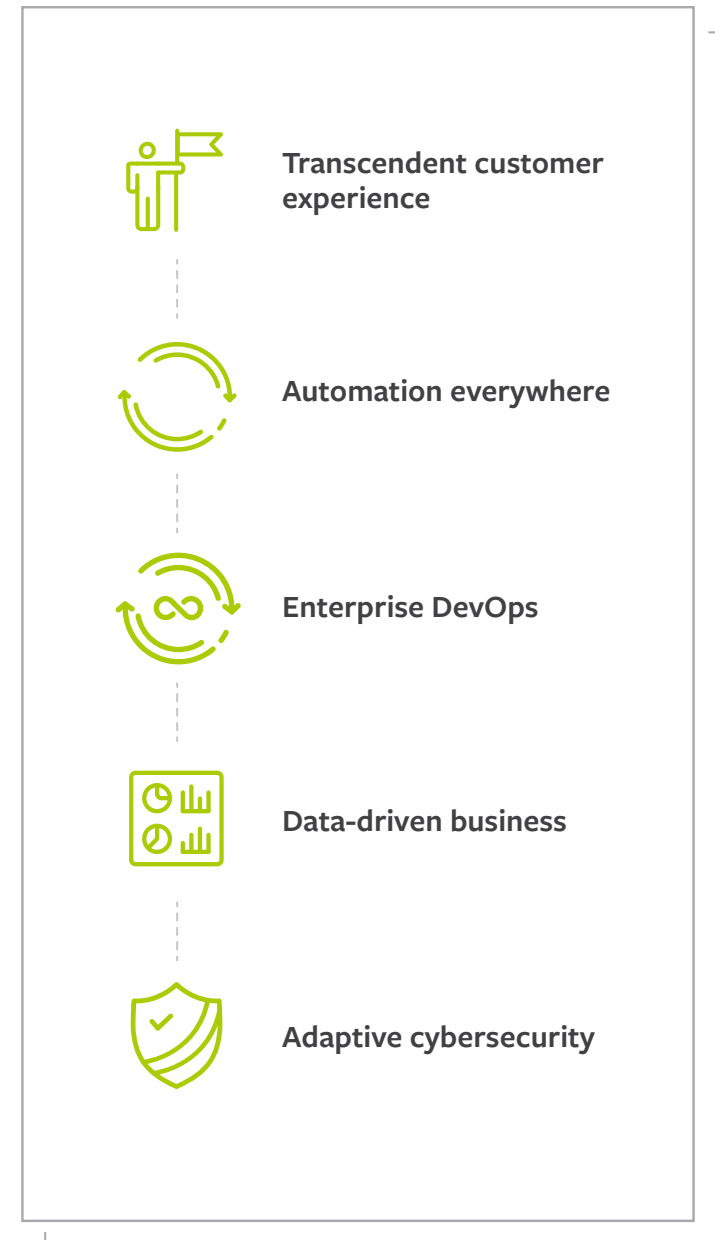 Transcendent customer
experience
Automation everywhere
Enterprise DevOps
Data-driven business
Adaptive cybersecurity